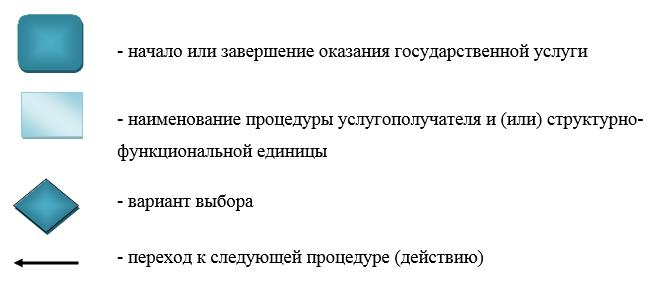 - начало или завершение оказания государственной услуги
- наименование процедуры услугополучателя и (или) структурно-
функциональной единицы
- вариант выбора
- переход к следующей процедуре (действию)